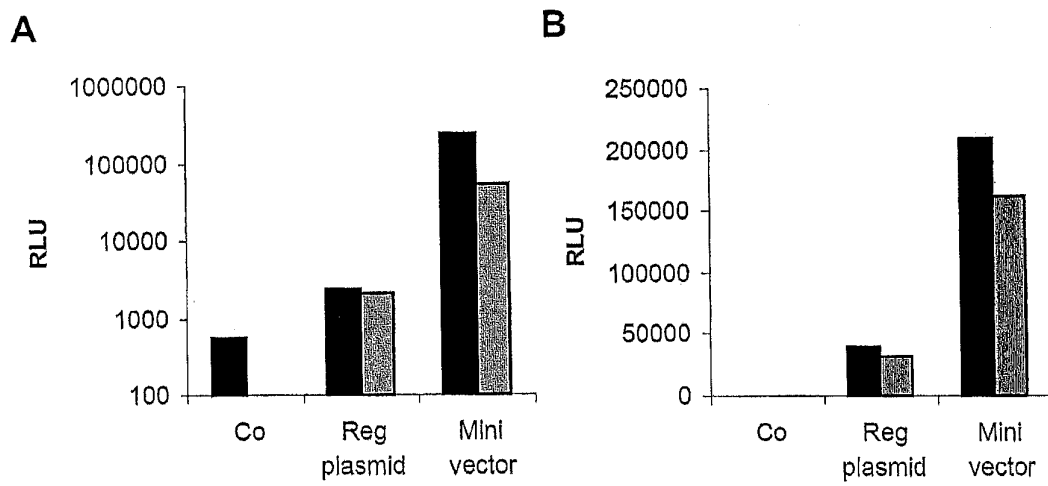 A
RLU
1000000
100000
10000
1000
100
Co
Reg
plasmid
Mini
vector
B
RLU
250000
200000
150000
100000
50000
0
Co
Reg
plasmid
Mini
vector